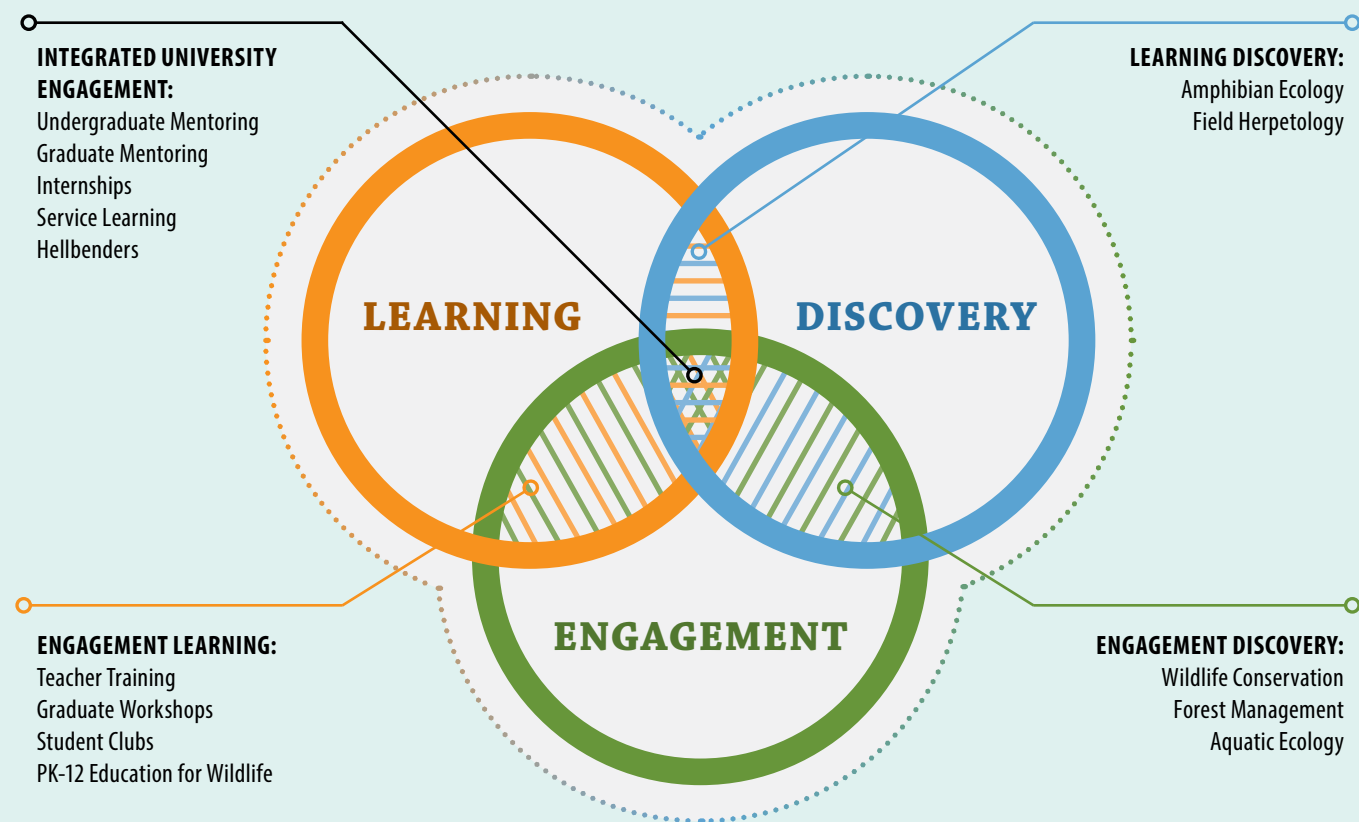 INTEGRATED UNIVERSITY
ENGAGEMENT:
Undergraduate Mentoring
Graduate Mentoring
Internships
Service Learning
Hellbenders
LEARNING DISCOVERY:
Amphibian Ecology
Field Herpetology
LEARNING
DISCOVERY
ENGAGEMENT
ENGAGEMENT LEARNING:
Teacher Training
Graduate Workshops
Student Clubs
PK-12 Education for Wildlife
ENGAGEMENT DISCOVERY:
Wildlife Conservation
Forest Management
Aquatic Ecology